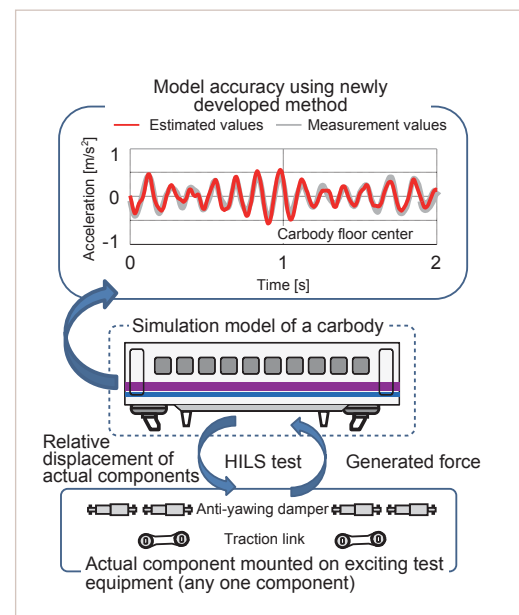 Model accuracy using newly
developed method
Estimated values
Measurement values
Acceleration [m/s²]
1
0
-1
Carbody floor center
0
1
2
Time [s]
Simulation model of a carbody
Relative
displacement of
actual components
HILS test
Generated force
Anti-yawing damper
Traction link
Actual component mounted on exciting test
equipment (any one component)